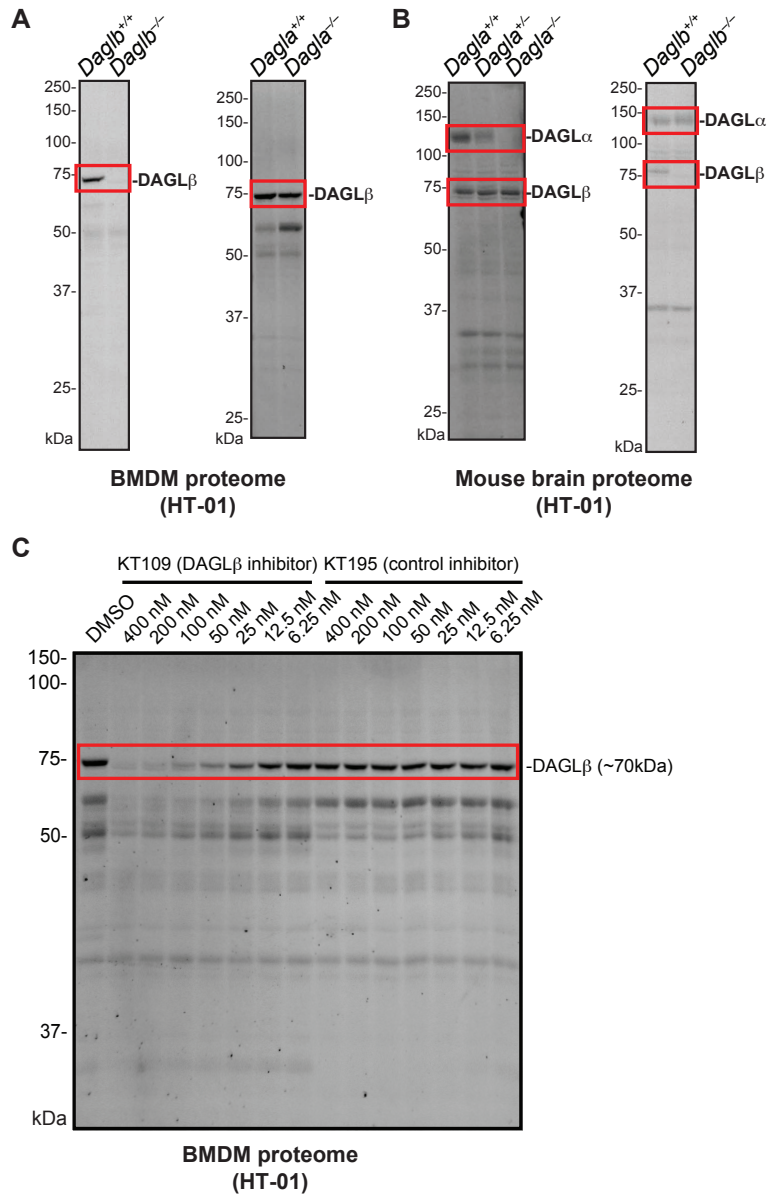 A
Daglb+/+
Daglb−/−
250-
150-
100-
75-
50-
37-
25-
kDa
-DAGLβ
Dagla+/+
Dagla−/−
250-
150-
100-
75-
50-
37-
25-
-DAGLβ
BMDM proteome
(HT-01)
B
Dagla+/+
Dagla+/−
Dagla−/−
250-
150-
100-
75-
50-
37-
25-
kDa
-DAGLα
-DAGLβ
Daglb+/+
Daglb−/−
250-
150-
100-
75-
50-
37-
25-
kDa
-DAGLα
-DAGLβ
Mouse brain proteome
(HT-01)
C
KT109 (DAGLβ inhibitor) KT195 (control inhibitor)
DMSO
400 nM
200 nM
100 nM
50 nM
25 nM
12.5 nM
6.25 nM
400 nM
200 nM
100 nM
50 nM
25 nM
12.5 nM
6.25 nM
150-
100-
75-
50-
37-
kDa
-DAGLβ (~70kDa)
BMDM proteome
(HT-01)